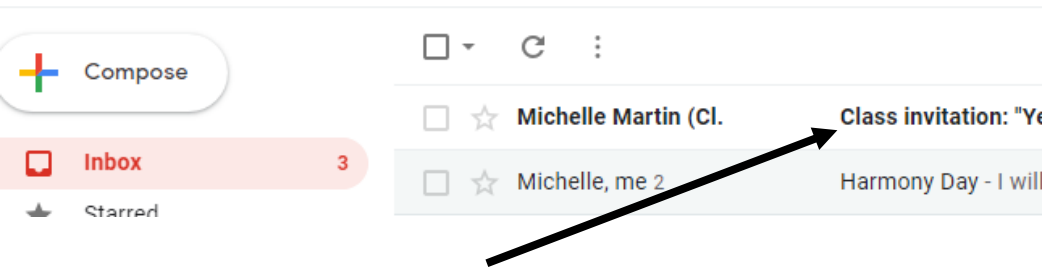 Compose
Michelle Martin (Cl.
Class invitation: "Ye
Inbox 3
Michelle, me 2
Harmony Day - I will
Starred